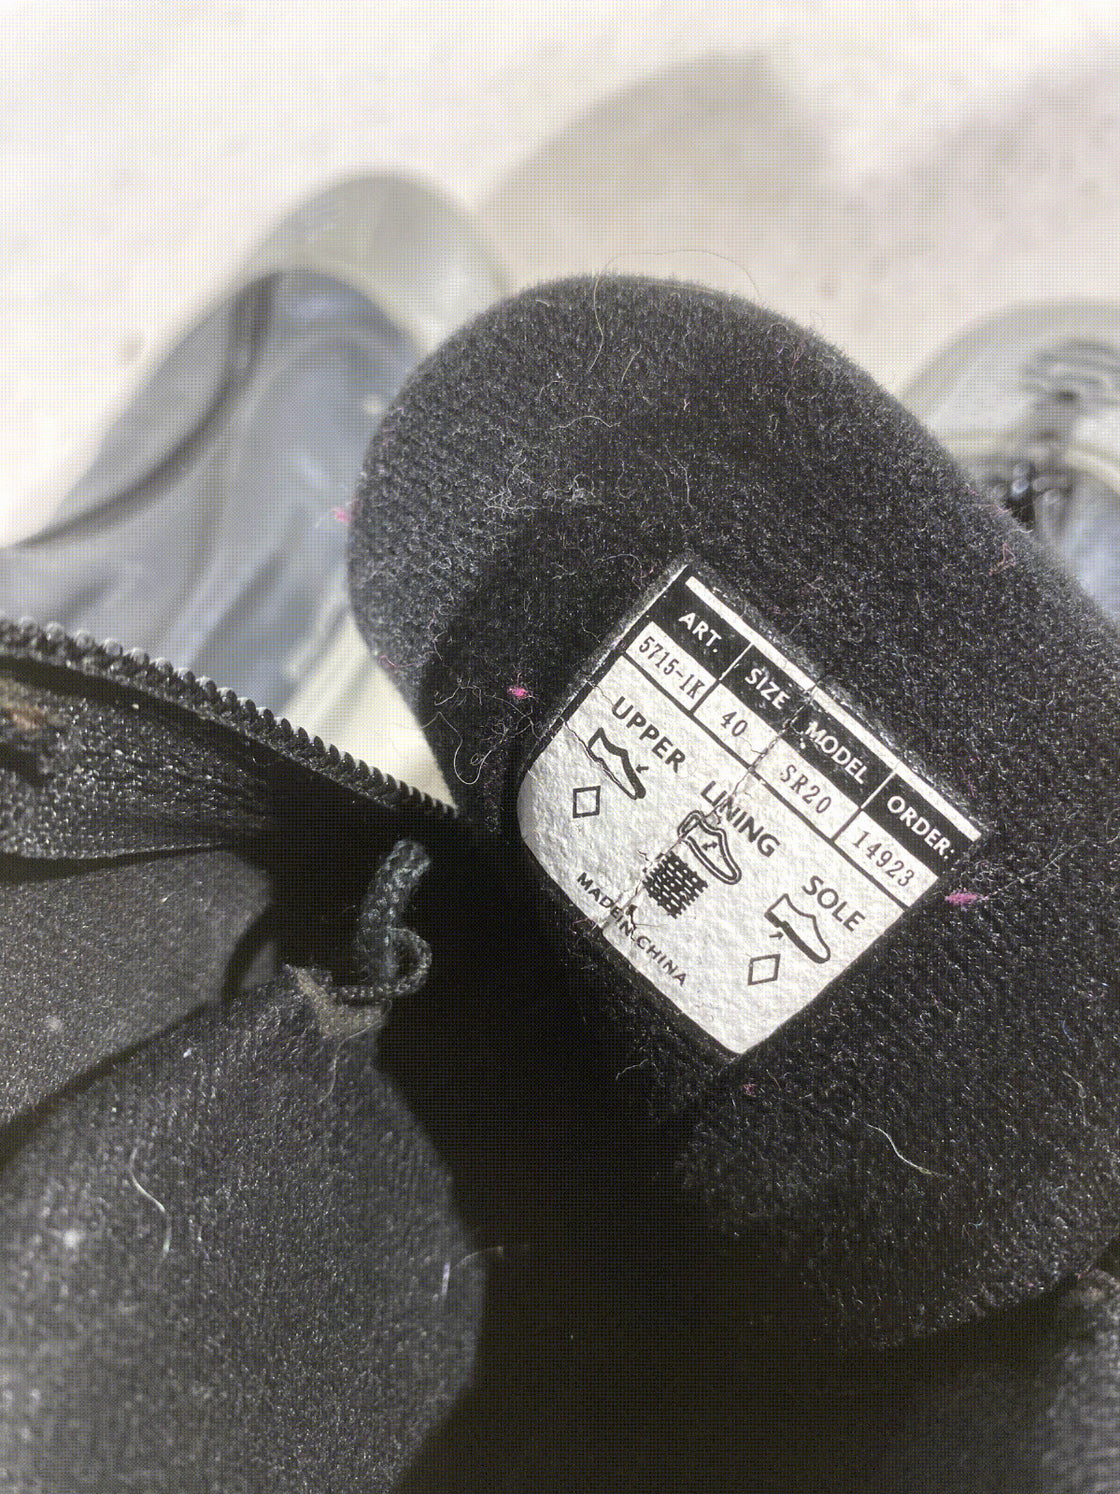 ART. SIZE MODEL ORDER:
5715-1K 40 SR20 14923
UPPER LINING SOLE
MADE IN CHINA